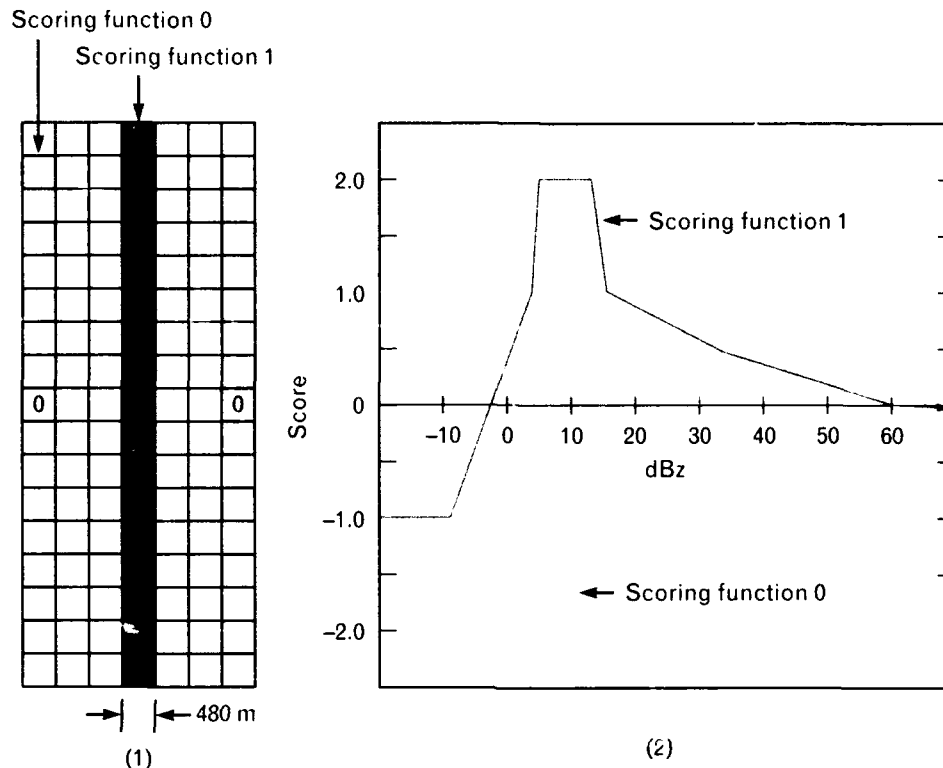 Scoring function 0
Scoring function 1
0 0
480 m
(1)
2.0
1.0
0
-1.0
-2.0
Score
-10 0 10 20 30 40 50 60
dBz
Scoring function 1
Scoring function 0
(2)